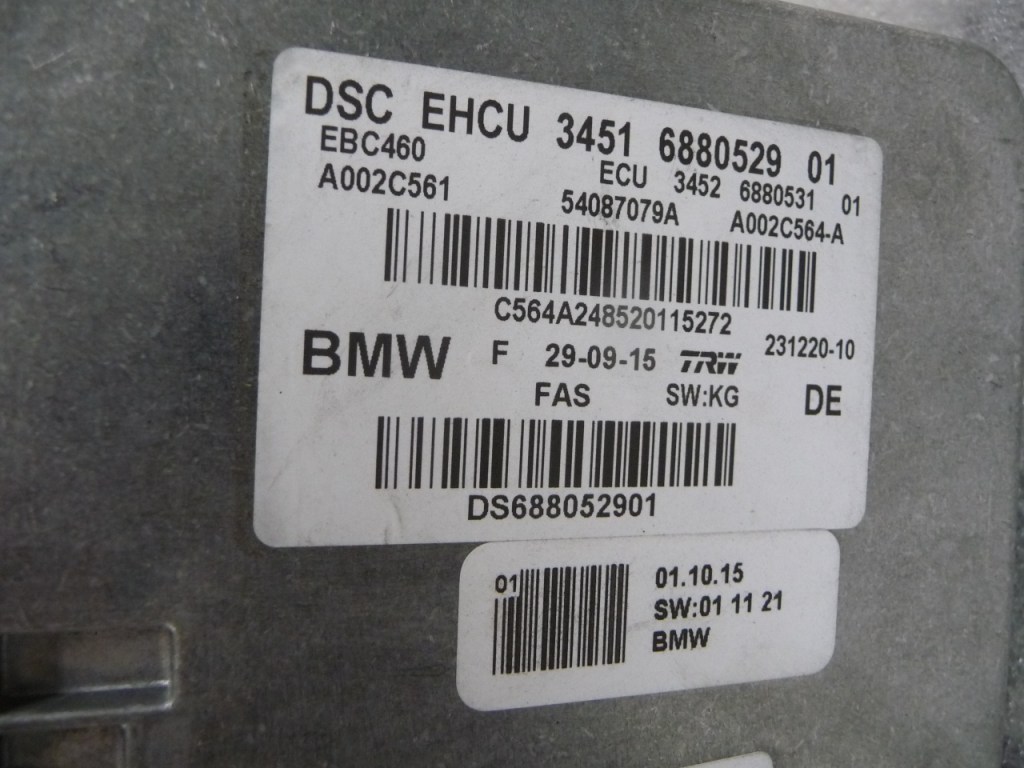 DSC EHCU 3451 6880529 01
EBC460 ECU 3452 6880531 01
A002C561 54087079A A002C564-A
C564A248520115272
BMW F 29-09-15 TRW 231220-10
FAS SW:KG DE
DS688052901
01 01.10.15
SW:01 11 21
BMW